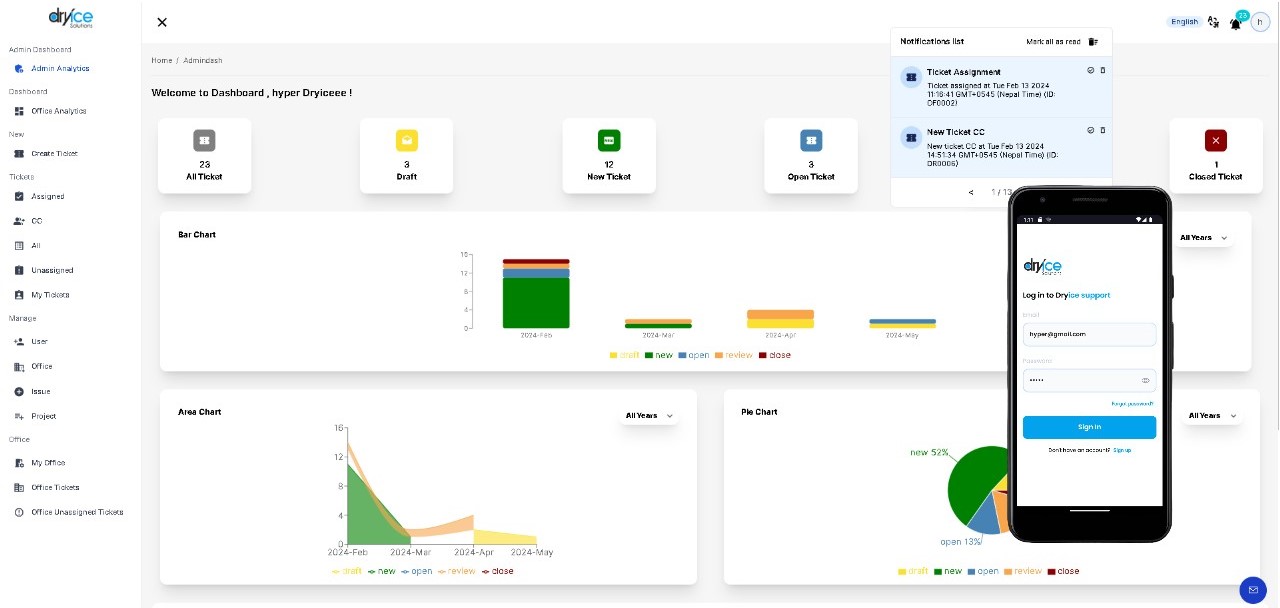 dryice
Solutions
Admin Dashboard
Admin Analytics
Dashboard
Office Analytics
New
Create Ticket
Tickets
Assigned
CC
All
Unassigned
My Tickets
Manage
User
Office
Issue
Project
Office
My Office
Office Tickets
Office Unassigned Tickets
English
23
h
Home / Admindash
Welcome to Dashboard , hyper Dryiceee !
Notifications list
Mark all as read
Ticket Assignment
Ticket assigned at Tue Feb 13 2024
11:16:41 GMT+0545 (Nepal Time) (ID:
DF0002)
New Ticket CC
New ticket CC at Tue Feb 13 2024
14:51:34 GMT+0545 (Nepal Time) (ID:
DR0006)
< 1 / 13
23
All Ticket
3
Draft
12
New Ticket
3
Open Ticket
1
Closed Ticket
Bar Chart
All Years
15
12
8
4
0
2024-Feb 2024-Mar 2024-Apr 2024-May
draft new open review close
Area Chart
All Years
16
12
8
4
0
2024-Feb 2024-Mar 2024-Apr 2024-May
draft new open review close
Pie Chart
All Years
new 52%
open 13%
draft new open review close
1:11
dryice
Solutions
Log in to Dryice support
Email
hyper@gmail.com
Password
•••••
Forgot password?
Sign in
Don't have an account? Sign up